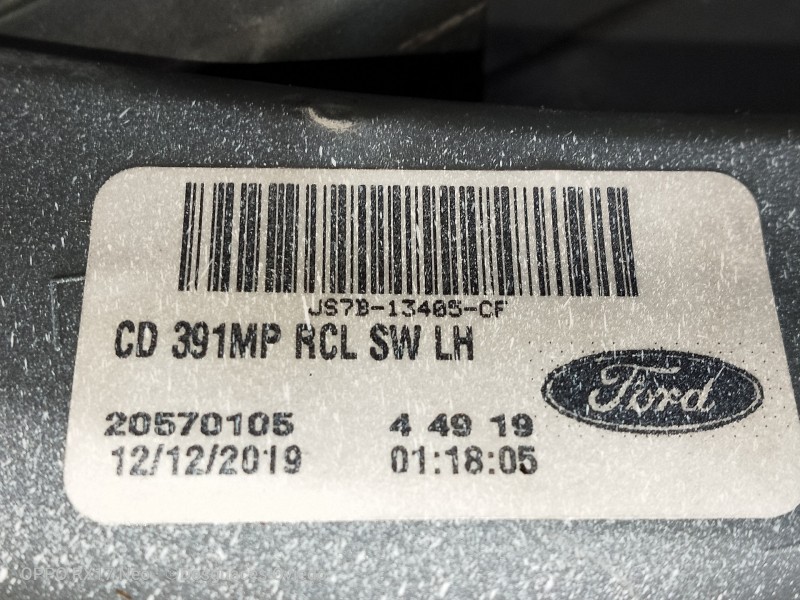 JS7B-13405-CF
CD 391MP RCL SW LH
Ford
20570105 4 49 19
12/12/2019 01:18:05